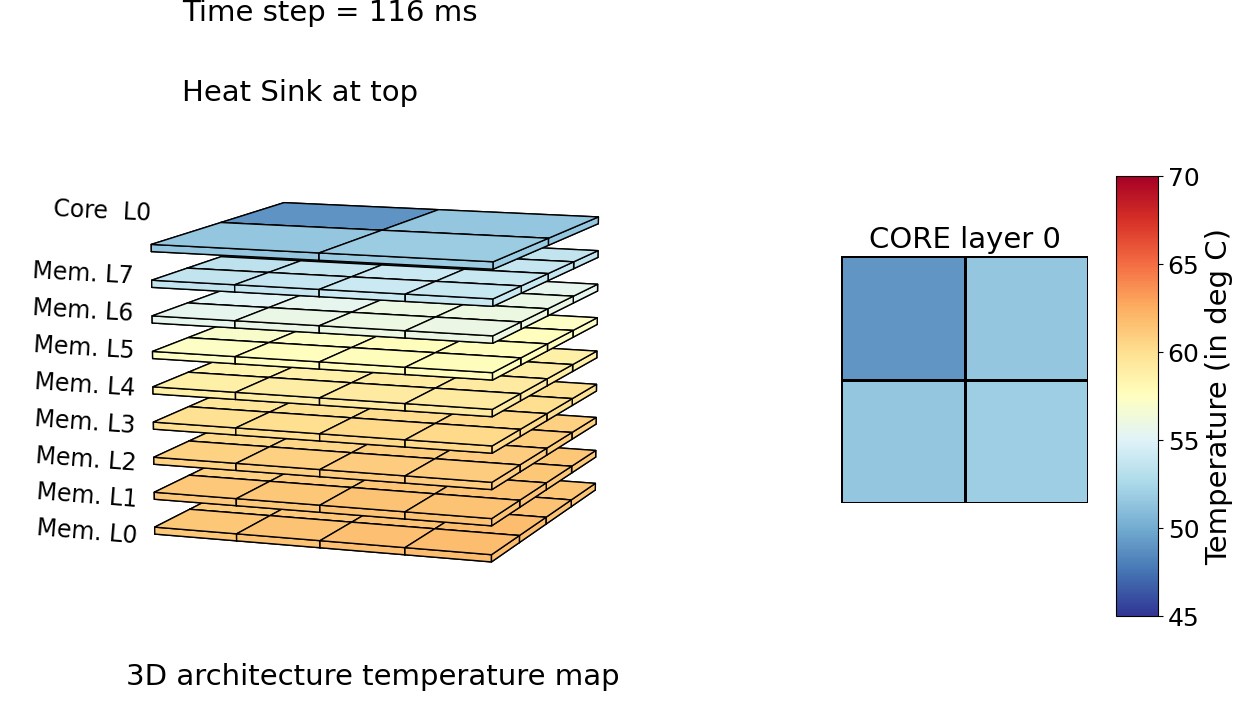 Time step = 116 ms
Heat Sink at top
Core L0
Mem. L7
Mem. L6
Mem. L5
Mem. L4
Mem. L3
Mem. L2
Mem. L1
Mem. L0
3D architecture temperature map
CORE layer 0
70
65
60
55
50
45
Temperature (in deg C)